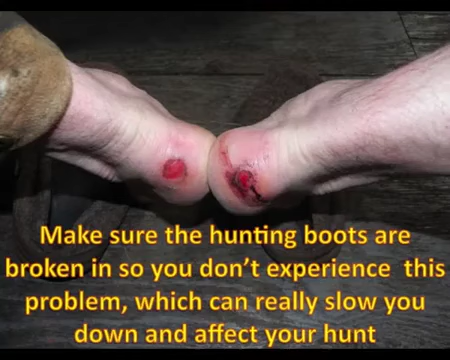 Make sure the hunting boots are
broken in so you don't experience  this
problem, which can really slow you
down and affect your hunt